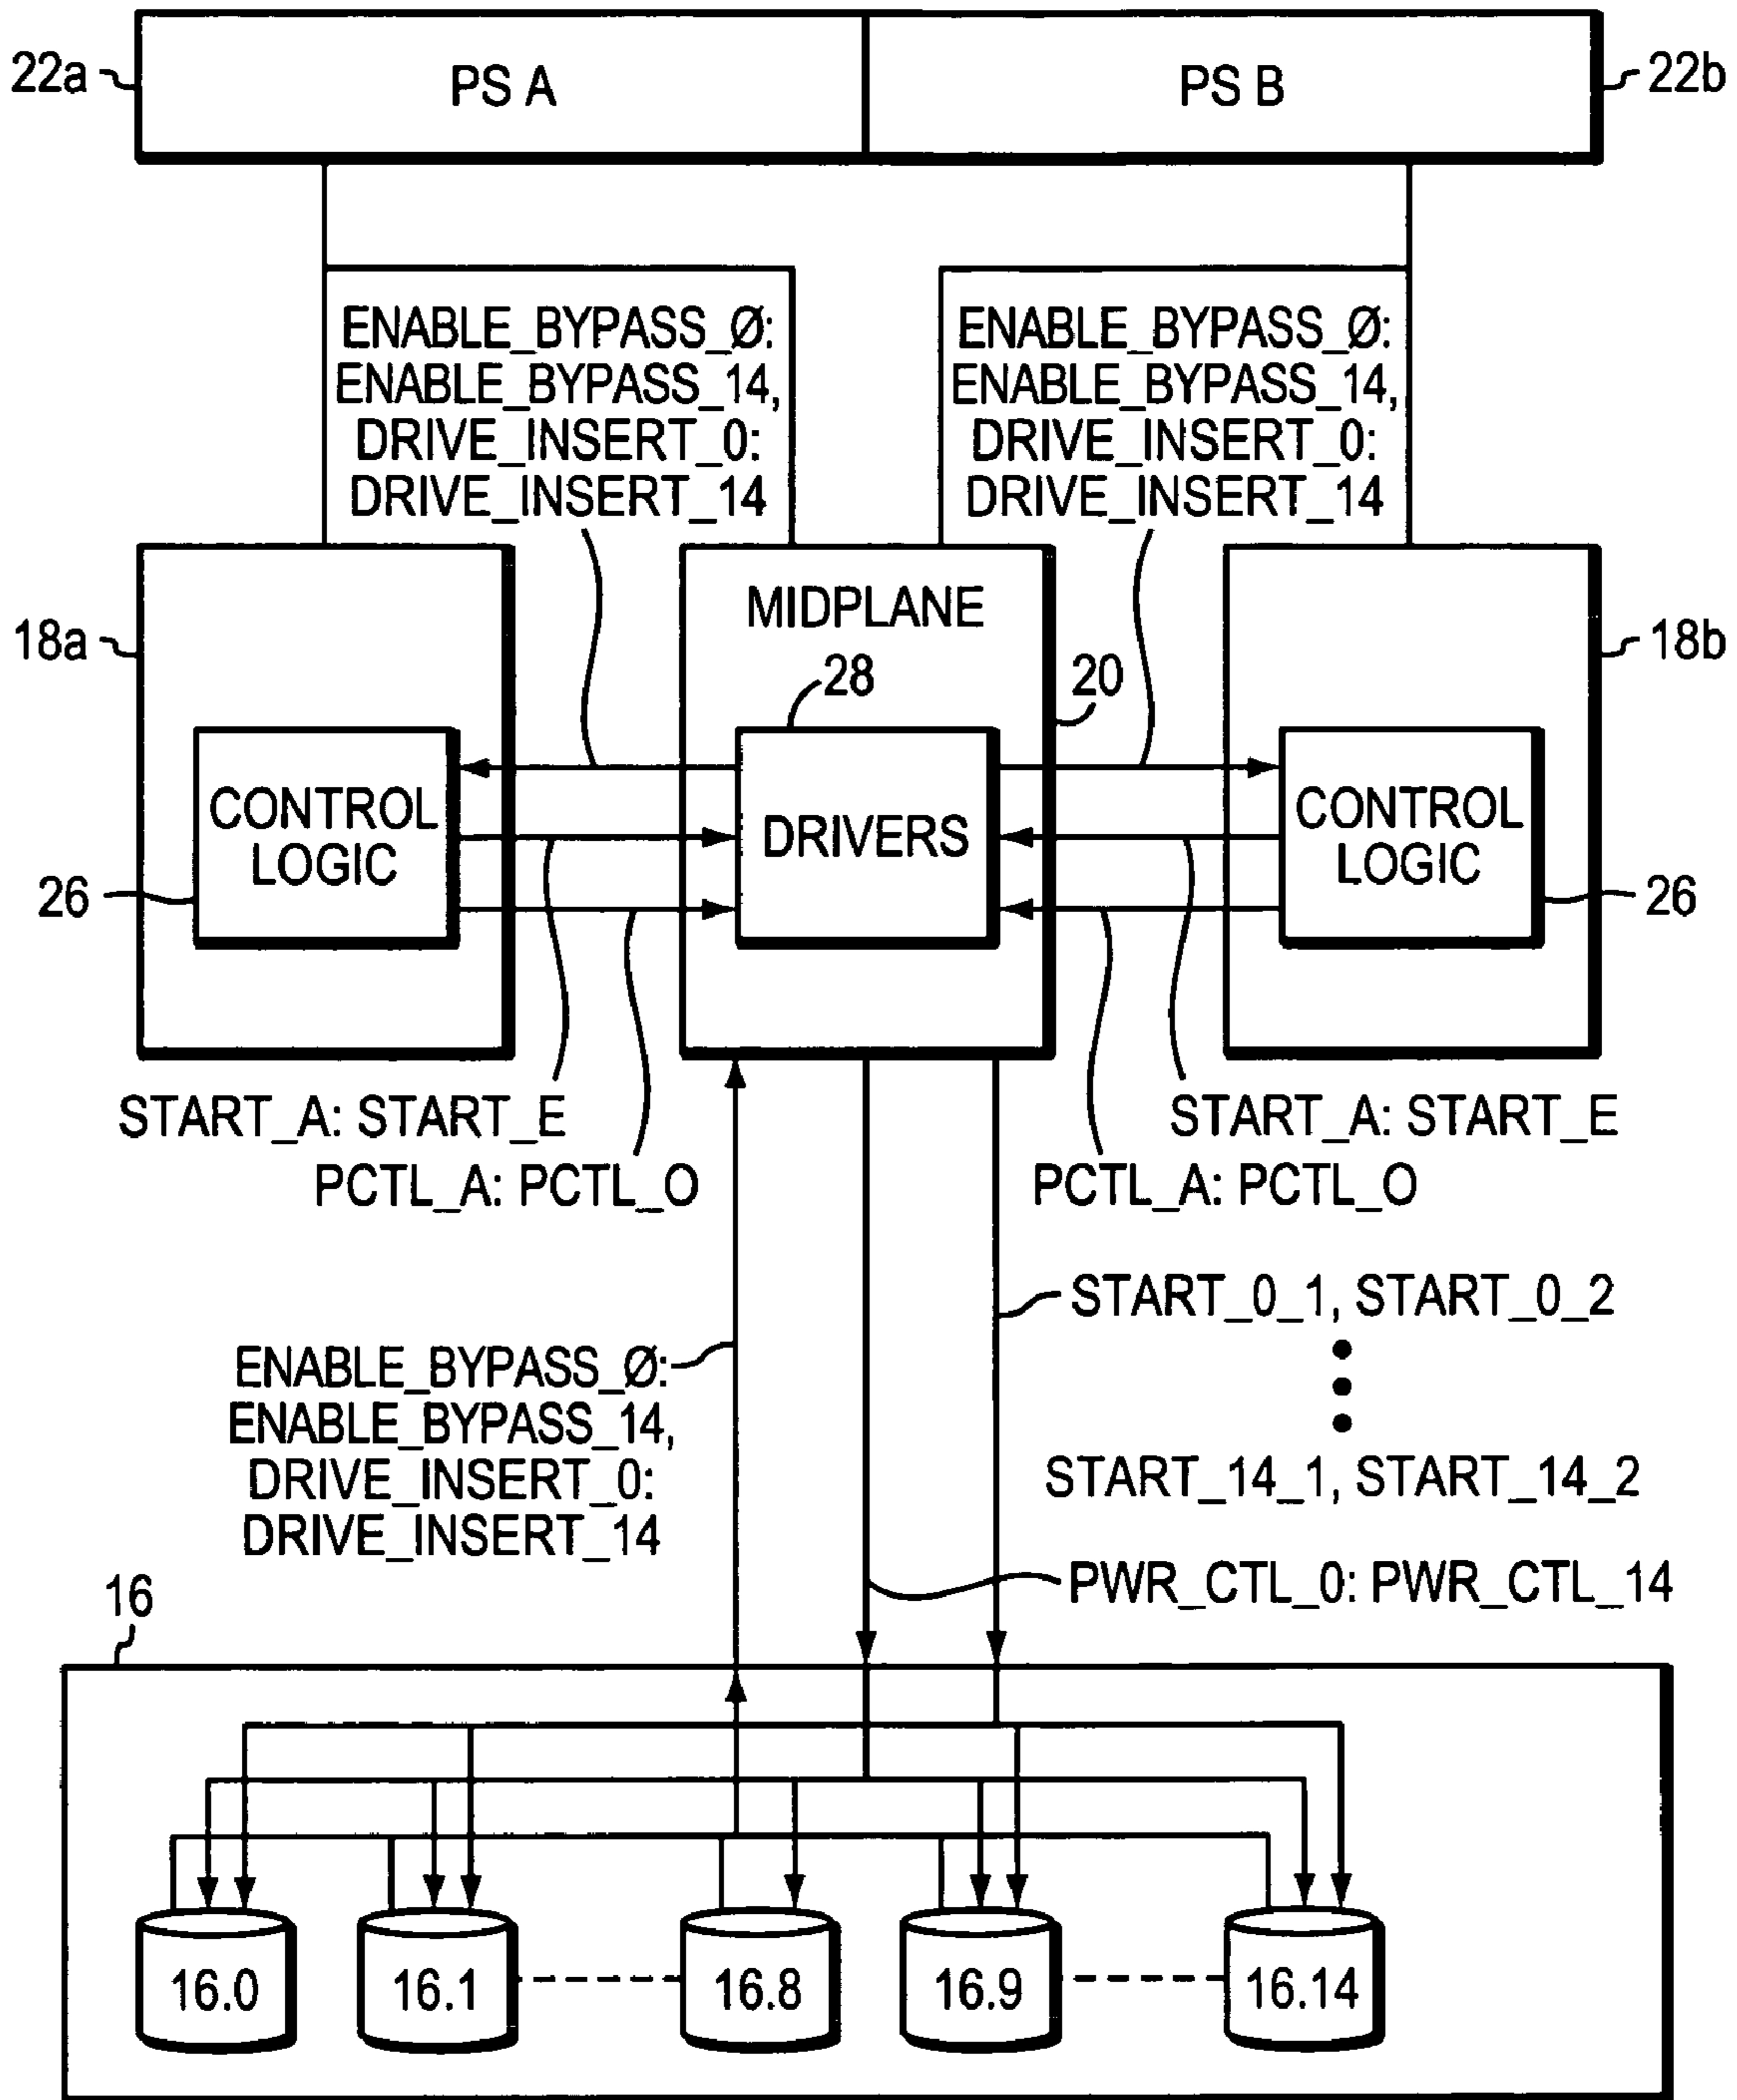 22a
PS A
PS B
22b
ENABLE_BYPASS_Ø:
ENABLE_BYPASS_14,
DRIVE_INSERT_0:
DRIVE_INSERT_14
ENABLE_BYPASS_Ø:
ENABLE_BYPASS_14,
DRIVE_INSERT_0:
DRIVE_INSERT_14
18a
MIDPLANE
18b
28
20
CONTROL
LOGIC
DRIVERS
CONTROL
LOGIC
26
26
START_A: START_E
START_A: START_E
PCTL_A: PCTL_O
PCTL_A: PCTL_O
START_0_1, START_0_2
START_14_1, START_14_2
ENABLE_BYPASS_Ø:
ENABLE_BYPASS_14,
DRIVE_INSERT_0:
DRIVE_INSERT_14
PWR_CTL_0: PWR_CTL_14
16
16.0
16.1
16.8
16.9
16.14